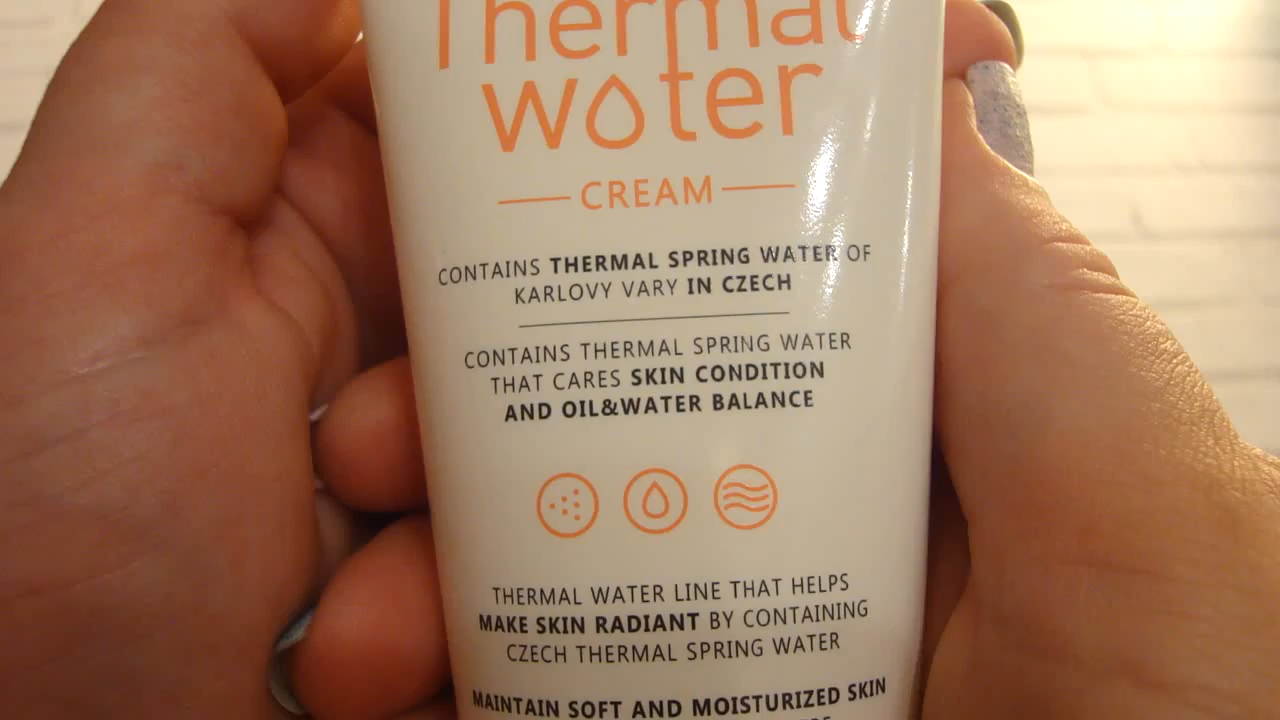 Thermal
water
CREAM
CONTAINS THERMAL SPRING WATER OF
KARLOVY VARY IN CZECH
CONTAINS THERMAL SPRING WATER
THAT CARES SKIN CONDITION
AND OIL&WATER BALANCE
THERMAL WATER LINE THAT HELPS
MAKE SKIN RADIANT BY CONTAINING
CZECH THERMAL SPRING WATER
MAINTAIN SOFT AND MOISTURIZED SKIN